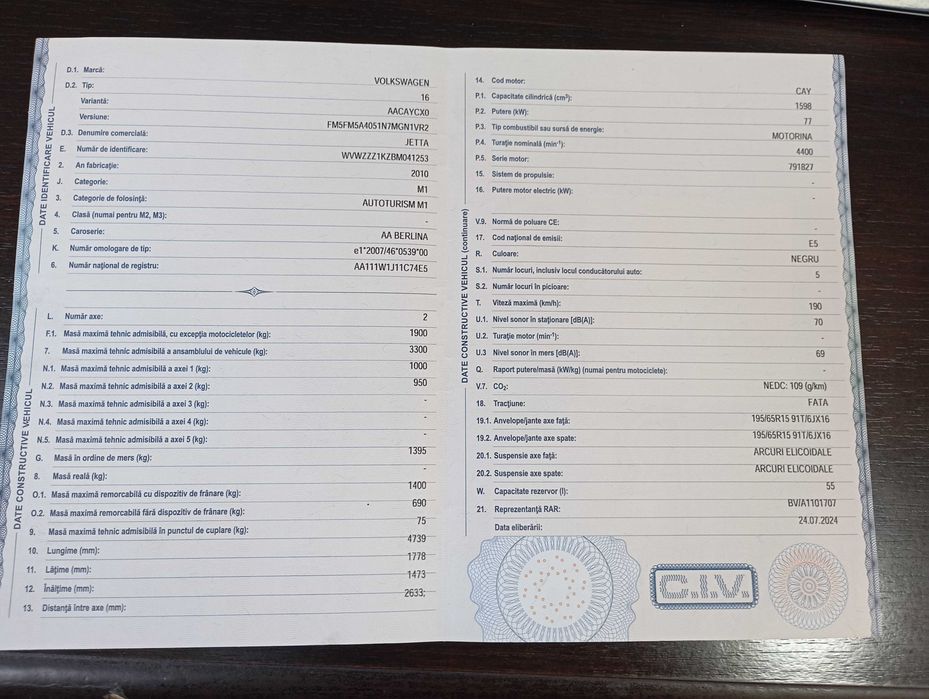 DATE IDENTIFICARE VEHICUL
D.1. Marcă: VOLKSWAGEN
D.2. Tip: 16
Variantă: AACAYCX0
Versiune: FM5FM5A4051N7MGN1VR2
D.3. Denumire comercială: JETTA
E. Număr de identificare: WVWZZZ1KZBM041253
2. An fabricație: 2010
J. Categorie: M1
3. Categorie de folosință: AUTOTURISM M1
4. Clasă (numai pentru M2, M3): -
5. Caroserie: AA BERLINA
K. Număr omologare de tip: e1*2007/46*0539*00
6. Număr național de registru: AA111W1J11C74E5
DATE CONSTRUCTIVE VEHICUL
L. Număr axe: 2
F.1. Masă maximă tehnic admisibilă, cu excepția motocicletelor (kg): 1900
7. Masă maximă tehnic admisibilă a ansamblului de vehicule (kg): 3300
N.1. Masă maximă tehnic admisibilă a axei 1 (kg): 1000
N.2. Masă maximă tehnic admisibilă a axei 2 (kg): 950
N.3. Masă maximă tehnic admisibilă a axei 3 (kg): -
N.4. Masă maximă tehnic admisibilă a axei 4 (kg): -
N.5. Masă maximă tehnic admisibilă a axei 5 (kg): -
G. Masă în ordine de mers (kg): 1395
8. Masă reală (kg): -
O.1. Masă maximă remorcabilă cu dispozitiv de frânare (kg): 1400
O.2. Masă maximă remorcabilă fără dispozitiv de frânare (kg): 690
9. Masă maximă tehnic admisibilă în punctul de cuplare (kg): 75
10. Lungime (mm): 4739
11. Lățime (mm): 1778
12. Înălțime (mm): 1473
13. Distanță între axe (mm): 2633;
DATE CONSTRUCTIVE VEHICUL (continuare)
14. Cod motor: CAY
P.1. Capacitate cilindrică (cm³): 1598
P.2. Putere (kW): 77
P.3. Tip combustibil sau sursă de energie: MOTORINA
P.4. Turație nominală (min⁻¹): 4400
P.5. Serie motor: 791827
15. Sistem de propulsie: -
16. Putere motor electric (kW): -
V.9. Normă de poluare CE: -
17. Cod național de emisii: E5
R. Culoare: NEGRU
S.1. Număr locuri, inclusiv locul conducătorului auto: 5
S.2. Număr locuri în picioare: -
T. Viteză maximă (km/h): 190
U.1. Nivel sonor în staționare [dB(A)]: 70
U.2. Turație motor (min⁻¹): -
U.3 Nivel sonor în mers [dB(A)]: 69
Q. Raport putere/masă (kW/kg) (numai pentru motociclete): -
V.7. CO₂: NEDC: 109 (g/km)
18. Tracțiune: FATA
19.1. Anvelope/jante axe față: 195/65R15 91T/6JX16
19.2. Anvelope/jante axe spate: 195/65R15 91T/6JX16
20.1. Suspensie axe față: ARCURI ELICOIDALE
20.2. Suspensie axe spate: ARCURI ELICOIDALE
W. Capacitate rezervor (l): 55
21. Reprezentanță RAR: BV/A1101707
Data eliberării: 24.07.2024
C.I.V.